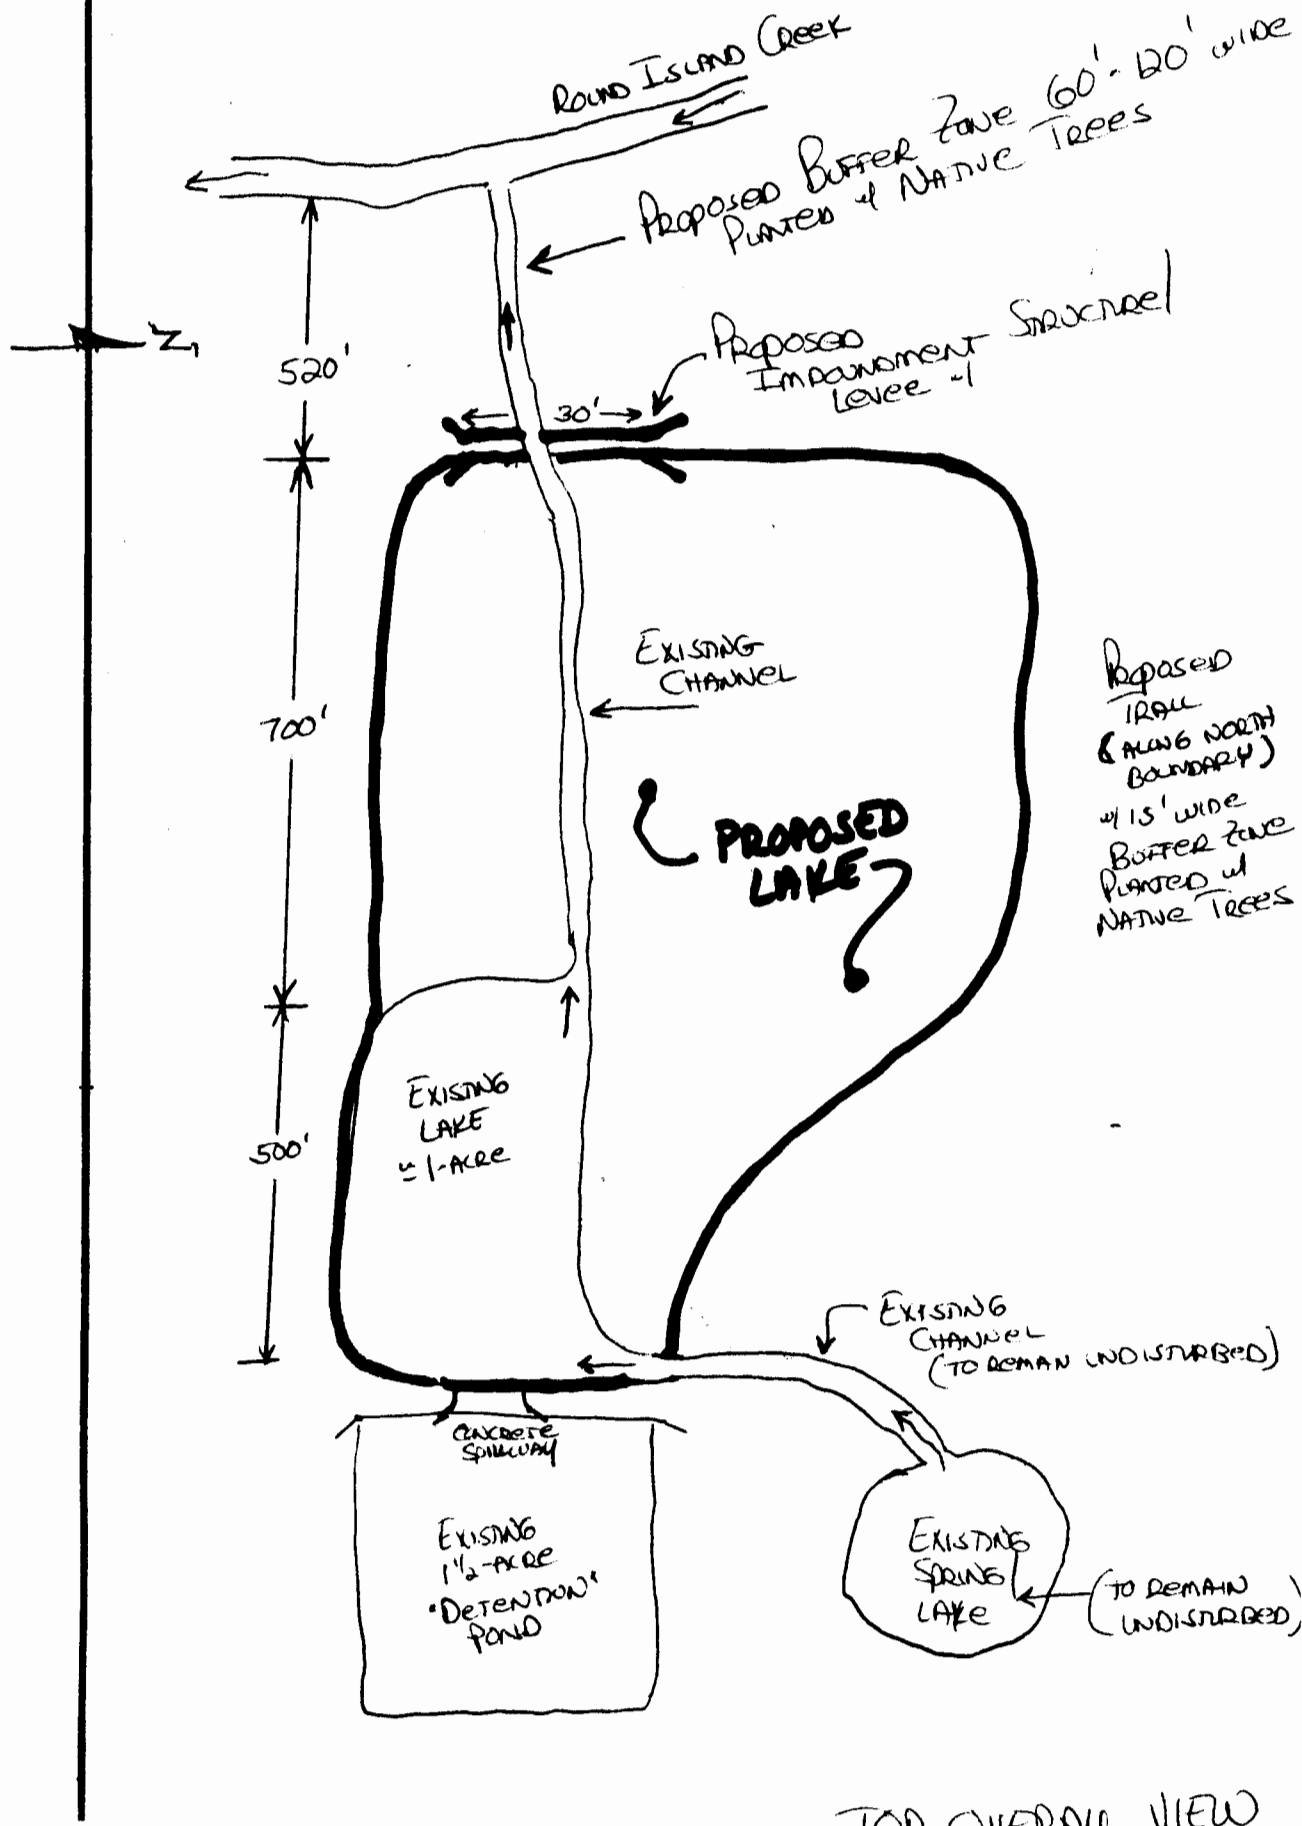 ROUND ISLAND CREEK
PROPOSED BUFFER ZONE 60'-120' WIDE
PLANTED w/ NATIVE TREES
N
520'
PROPOSED
IMPOUNDMENT STRUCTURE/
LEVEE
30'
EXISTING
CHANNEL
700'
PROPOSED
TRAIL
(ALONG NORTH
BOUNDARY)
w/ 15' WIDE
BUFFER ZONE
PLANTED w/
NATIVE TREES
PROPOSED
LAKE
EXISTING
LAKE
≈ 1-ACRE
500'
EXISTING
CHANNEL
(TO REMAN UNDISTURBED)
CONCRETE
SPILLWAY
EXISTING
1 1/2-ACRE
"DETENTION"
POND
EXISTING
SPRING
LAKE
(TO REMAIN
UNDISTURBED)
TOP OVERALL VIEW